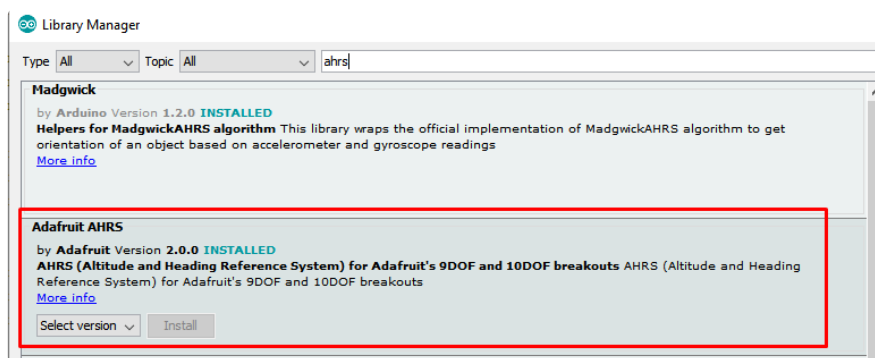 Library Manager
Type All Topic All ahrs
Madgwick
by Arduino Version 1.2.0 INSTALLED
Helpers for MadgwickAHRS algorithm This library wraps the official implementation of MadgwickAHRS algorithm to get
orientation of an object based on accelerometer and gyroscope readings
More info
Adafruit AHRS
by Adafruit Version 2.0.0 INSTALLED
AHRS (Altitude and Heading Reference System) for Adafruit's 9DOF and 10DOF breakouts AHRS (Altitude and Heading
Reference System) for Adafruit's 9DOF and 10DOF breakouts
More info
Select version Install